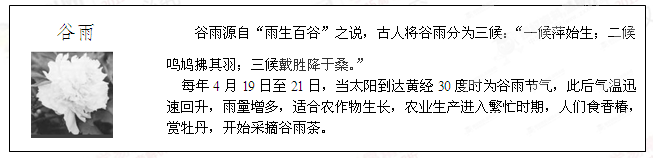 谷雨
谷雨源自“雨生百谷”之说，古人将谷雨分为三候：“一候萍始生；二候
鸣鸠拂其羽；三候戴胜降于桑。”
每年 4 月 19 日至 21 日，当太阳到达黄经 30 度时为谷雨节气，此后气温迅
速回升，雨量增多，适合农作物生长，农业生产进入繁忙时期，人们食香椿，
赏牡丹，开始采摘谷雨茶。